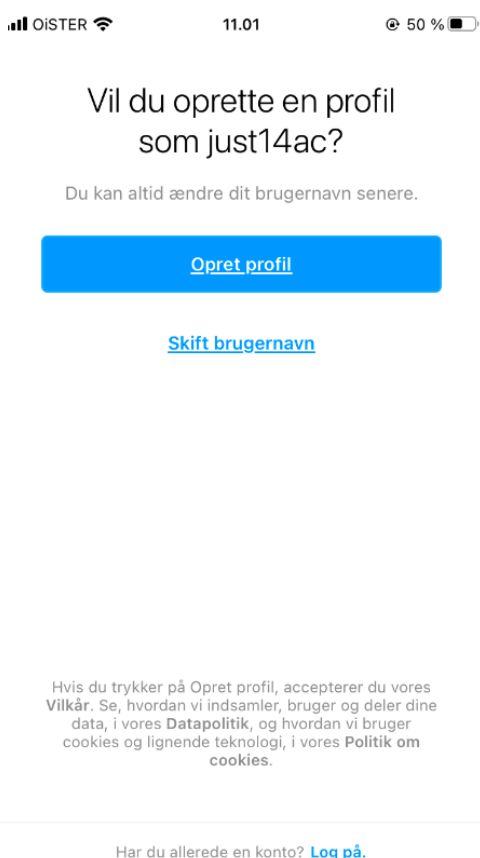 OiSTER
11.01
50 %
Vil du oprette en profil
som just14ac?
Du kan altid ændre dit brugernavn senere.
Opret profil
Skift brugernavn
Hvis du trykker på Opret profil, accepterer du vores
Vilkår. Se, hvordan vi indsamler, bruger og deler dine
data, i vores Datapolitik, og hvordan vi bruger
cookies og lignende teknologi, i vores Politik om
cookies.
Har du allerede en konto? Log på.